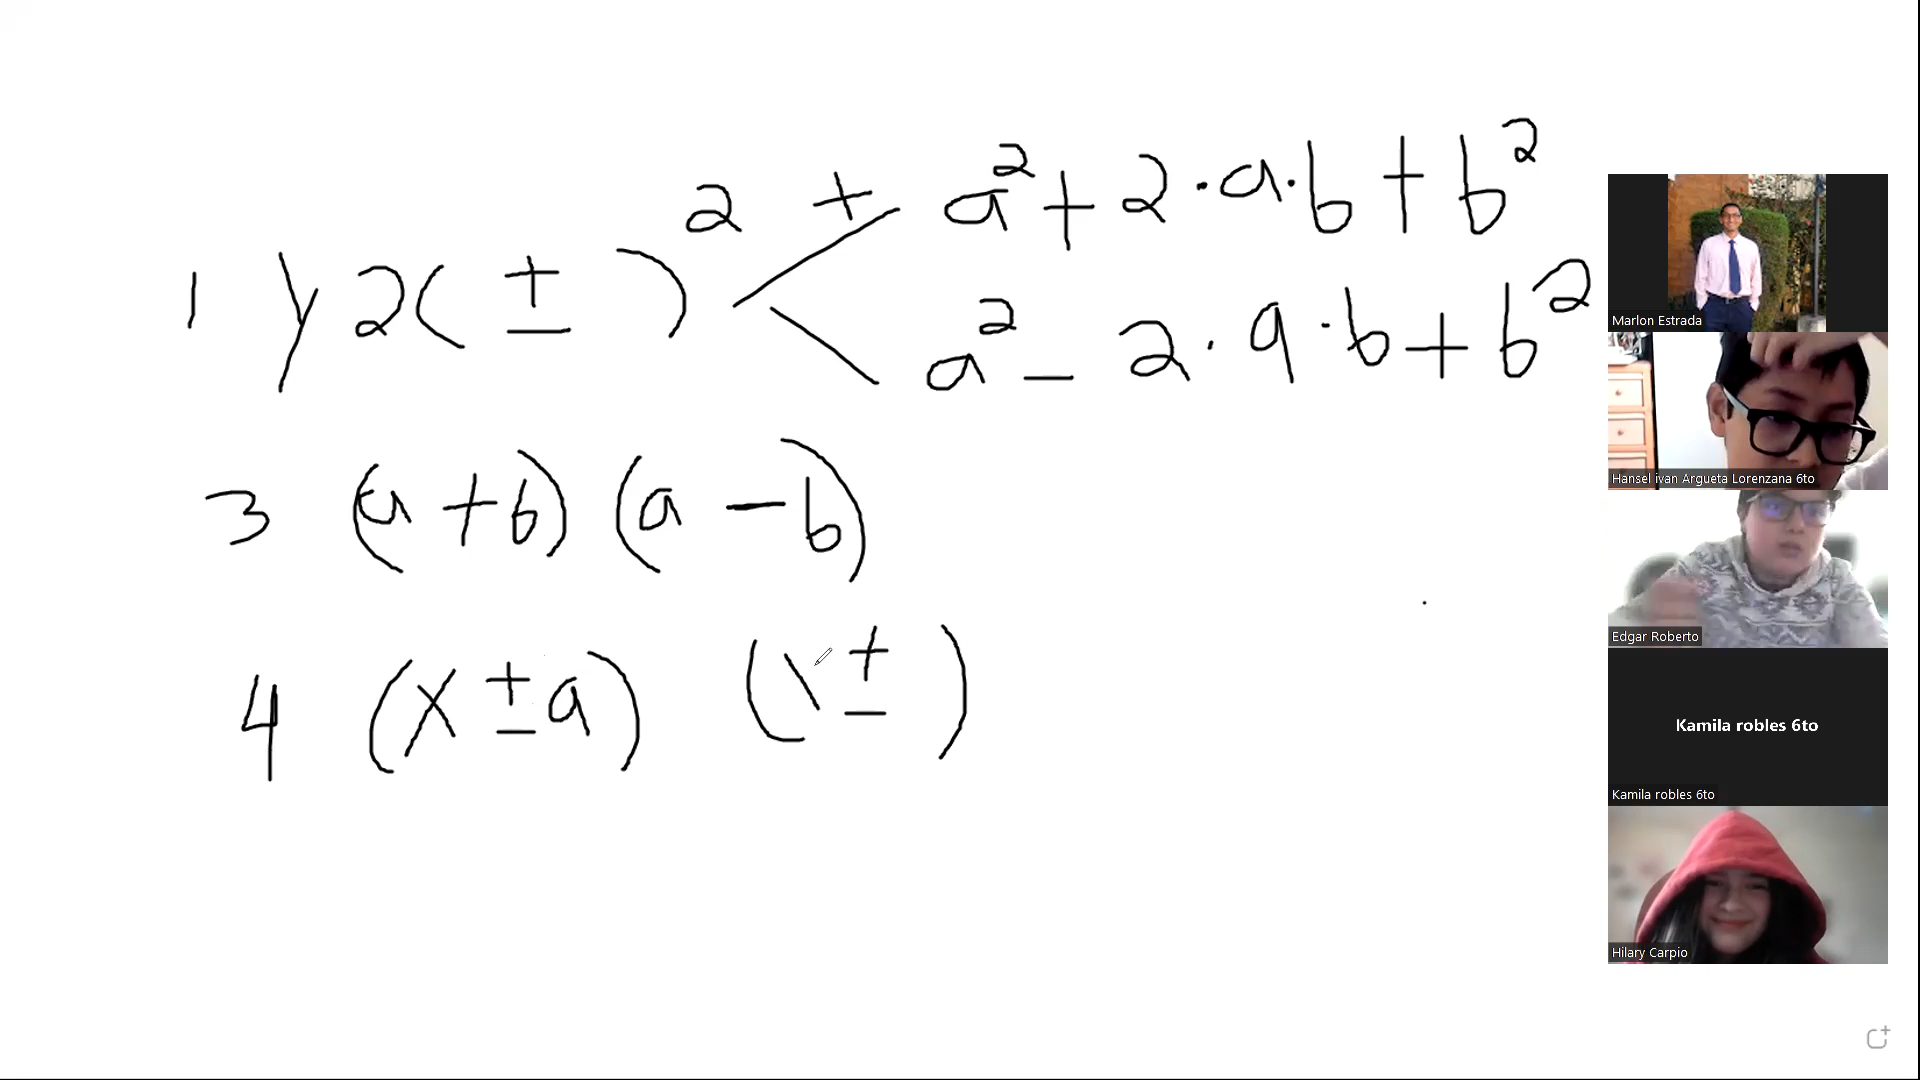 1 y 2 ( ± )² + a² + 2 · a · b + b²
a² - 2 · a · b + b²
3 (a + b) (a - b)
4 (x ± a) (\ ± )
Marlon Estrada
Hansel ivan Argueta Lorenzana 6to
Edgar Roberto
Kamila robles 6to
Kamila robles 6to
Hilary Carpio